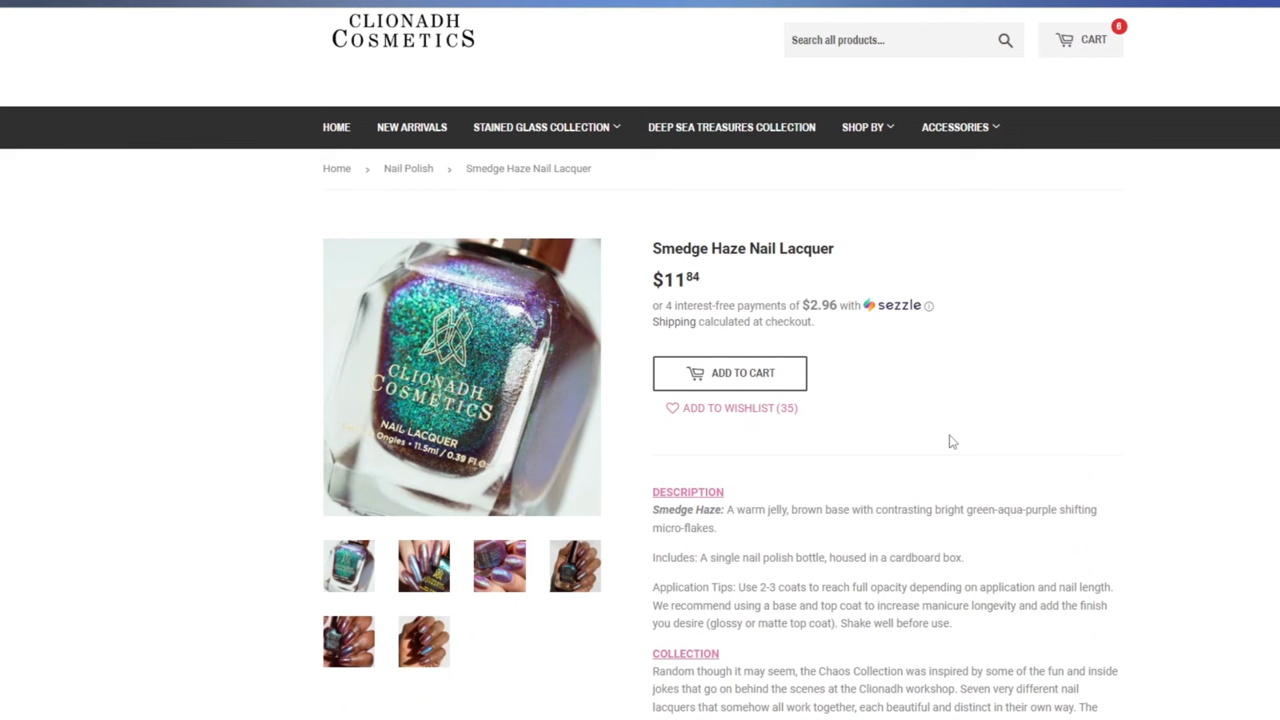 CLIONADH
COSMETICS
Search all products...
CART
6
HOME
NEW ARRIVALS
STAINED GLASS COLLECTION
DEEP SEA TREASURES COLLECTION
SHOP BY
ACCESSORIES
Home › Nail Polish › Smedge Haze Nail Lacquer
CLIONADH
COSMETICS
NAIL LACQUER
Ongles • 11.5ml / 0.39 Fl
Smedge Haze Nail Lacquer
$11 84
or 4 interest-free payments of $2.96 with sezzle
Shipping calculated at checkout.
ADD TO CART
ADD TO WISHLIST (35)
DESCRIPTION
Smedge Haze: A warm jelly, brown base with contrasting bright green-aqua-purple shifting
micro-flakes.
Includes: A single nail polish bottle, housed in a cardboard box.
Application Tips: Use 2-3 coats to reach full opacity depending on application and nail length.
We recommend using a base and top coat to increase manicure longevity and add the finish
you desire (glossy or matte top coat). Shake well before use.
COLLECTION
Random though it may seem, the Chaos Collection was inspired by some of the fun and inside
jokes that go on behind the scenes at the Clionadh workshop. Seven very different nail
lacquers that somehow all work together, each beautiful and distinct in their own way. The